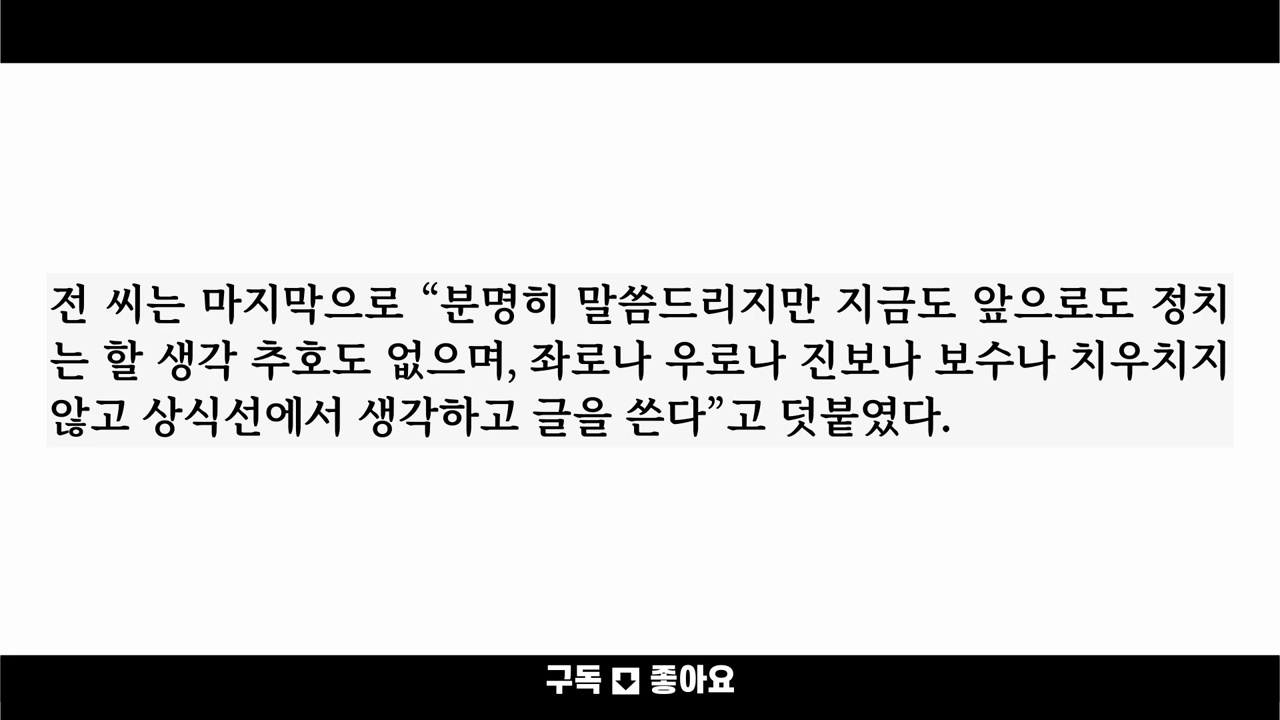 전 씨는 마지막으로 “분명히 말씀드리지만 지금도 앞으로도 정치
는 할 생각 추호도 없으며, 좌로나 우로나 진보나 보수나 치우치지
않고 상식선에서 생각하고 글을 쓴다”고 덧붙였다.
구독 좋아요